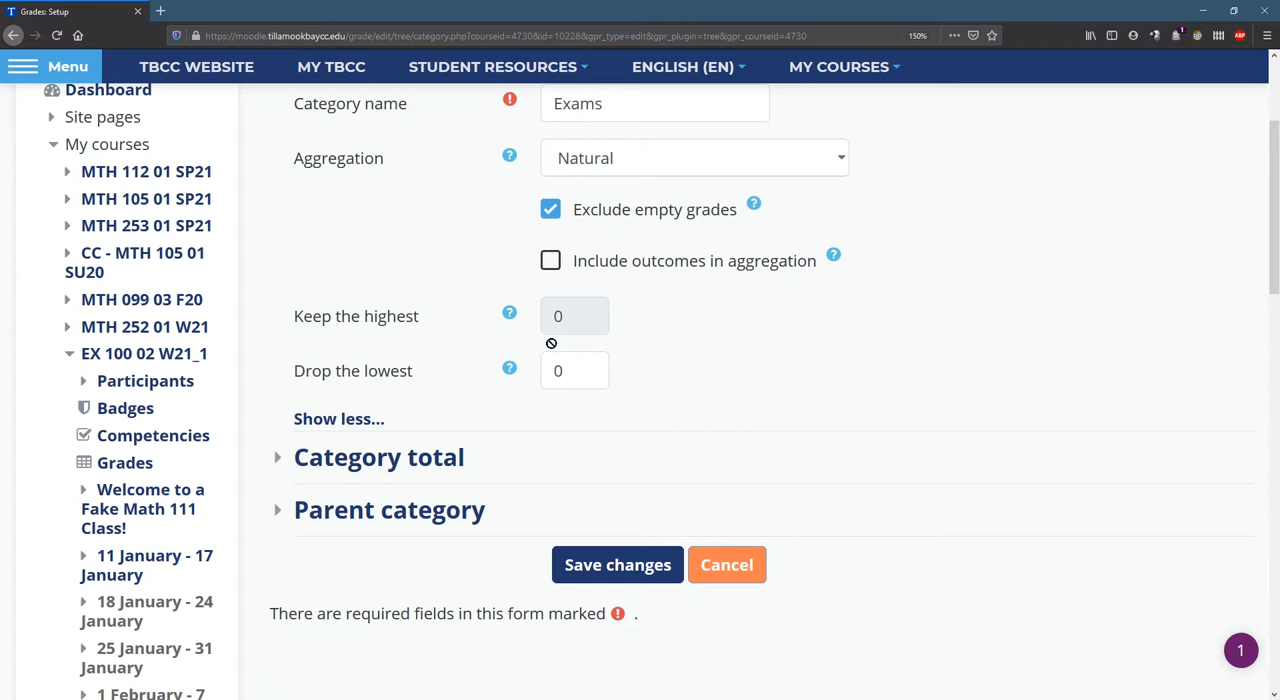 Grades: Setup
https://moodle.tillamookbaycc.edu/grade/edit/tree/category.php?courseid=4730&id=10228&gpr_type=edit&gpr_plugin=tree&gpr_courseid=4730
150%
1
ABP
Menu
TBCC WEBSITE
MY TBCC
STUDENT RESOURCES
ENGLISH (EN)
MY COURSES
Dashboard
Site pages
My courses
MTH 112 01 SP21
MTH 105 01 SP21
MTH 253 01 SP21
CC - MTH 105 01
SU20
MTH 099 03 F20
MTH 252 01 W21
EX 100 02 W21_1
Participants
Badges
Competencies
Grades
Welcome to a
Fake Math 111
Class!
11 January - 17
January
18 January - 24
January
25 January - 31
January
1 February - 7
Category name
Exams
Aggregation
Natural
Exclude empty grades
Include outcomes in aggregation
Keep the highest
0
Drop the lowest
0
Show less...
Category total
Parent category
Save changes
Cancel
There are required fields in this form marked .
1